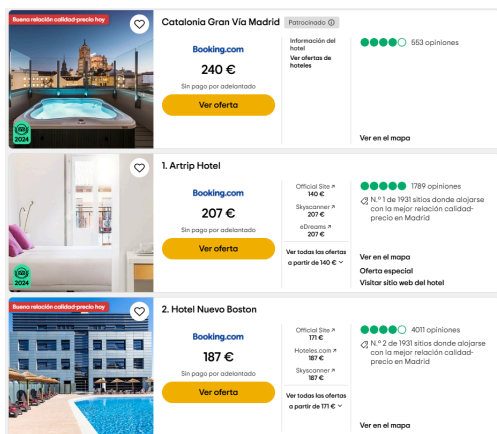 Buena relación calidad-precio hoy
2024
Catalonia Gran Vía Madrid
Patrocinado
Booking.com
240 €
Sin pago por adelantado
Ver oferta
Información del
hotel
Ver ofertas de
hoteles
553 opiniones
Ver en el mapa
2024
1. Artrip Hotel
Booking.com
207 €
Sin pago por adelantado
Ver oferta
Official Site
140 €
Skyscanner
207 €
eDreams
207 €
Ver todas las ofertas
a partir de 140 €
1789 opiniones
N.º 1 de 1931 sitios donde alojarse
con la mejor relación calidad-
precio en Madrid
Ver en el mapa
Oferta especial
Visitar sitio web del hotel
Buena relación calidad-precio hoy
2. Hotel Nuevo Boston
Booking.com
187 €
Sin pago por adelantado
Ver oferta
Official Site
171 €
Hoteles.com
187 €
Skyscanner
187 €
Ver todas las ofertas
a partir de 171 €
4011 opiniones
N.º 2 de 1931 sitios donde alojarse
con la mejor relación calidad-
precio en Madrid
Ver en el mapa